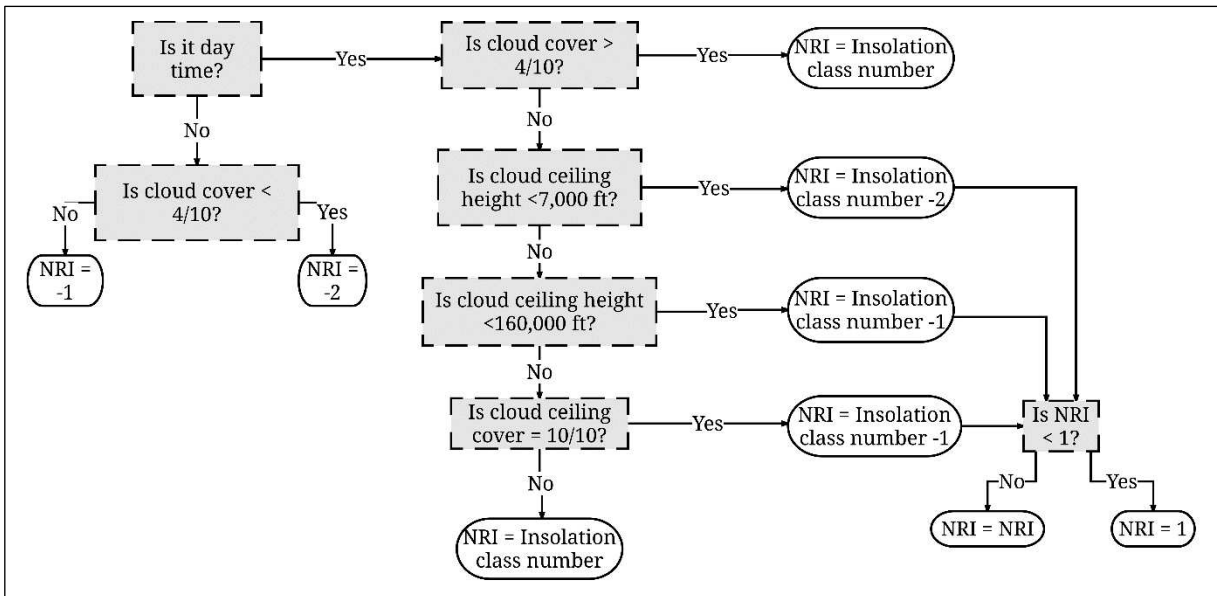 Is it day
time?
Yes
Is cloud cover >
4/10?
Yes
NRI = Insolation
class number
No
No
Is cloud cover <
4/10?
No
Yes
NRI =
-1
NRI =
-2
Is cloud ceiling
height <7,000 ft?
Yes
NRI = Insolation
class number -2
No
Is cloud ceiling height
<160,000 ft?
Yes
NRI = Insolation
class number -1
No
Is cloud ceiling
cover = 10/10?
Yes
NRI = Insolation
class number -1
Is NRI
< 1?
No
NRI = Insolation
class number
No
Yes
NRI = NRI
NRI = 1